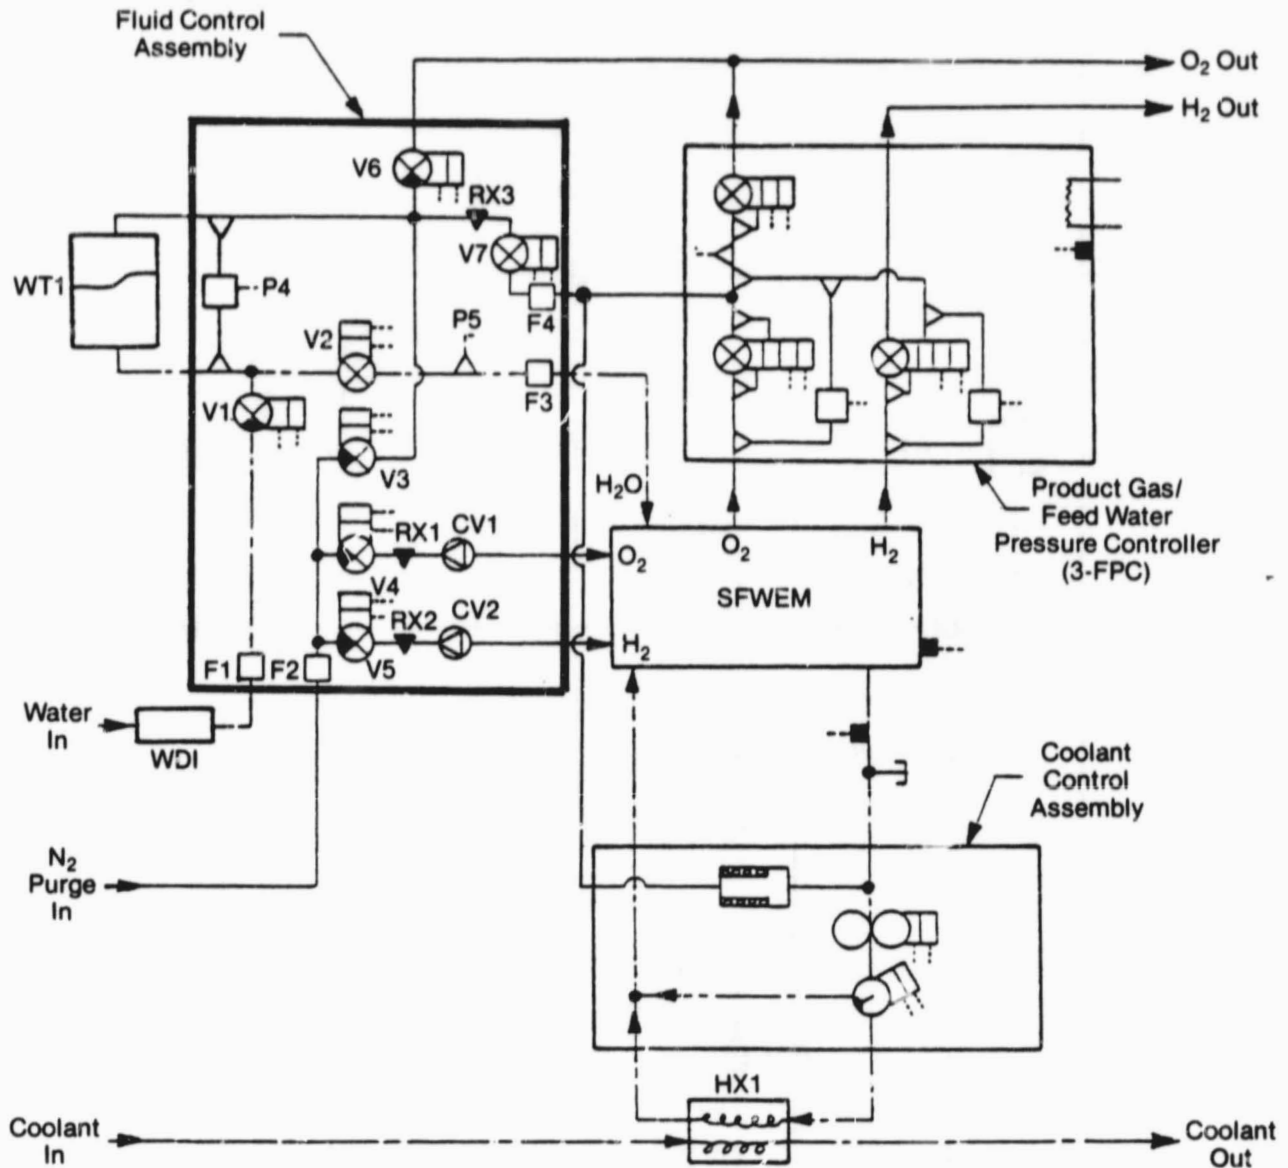 Fluid Control
Assembly
O2 Out
H2 Out
V6
RX3
V7
WT1
P4
F4
V2
P5
F3
V1
V3
H2O
Product Gas/
Feed Water
Pressure Controller
(3-FPC)
RX1
CV1
O2
O2
H2
V4
SFWEM
RX2
CV2
H2
V5
F1
F2
Water
In
WDI
Coolant
Control
Assembly
N2
Purge
In
HX1
Coolant
In
Coolant
Out